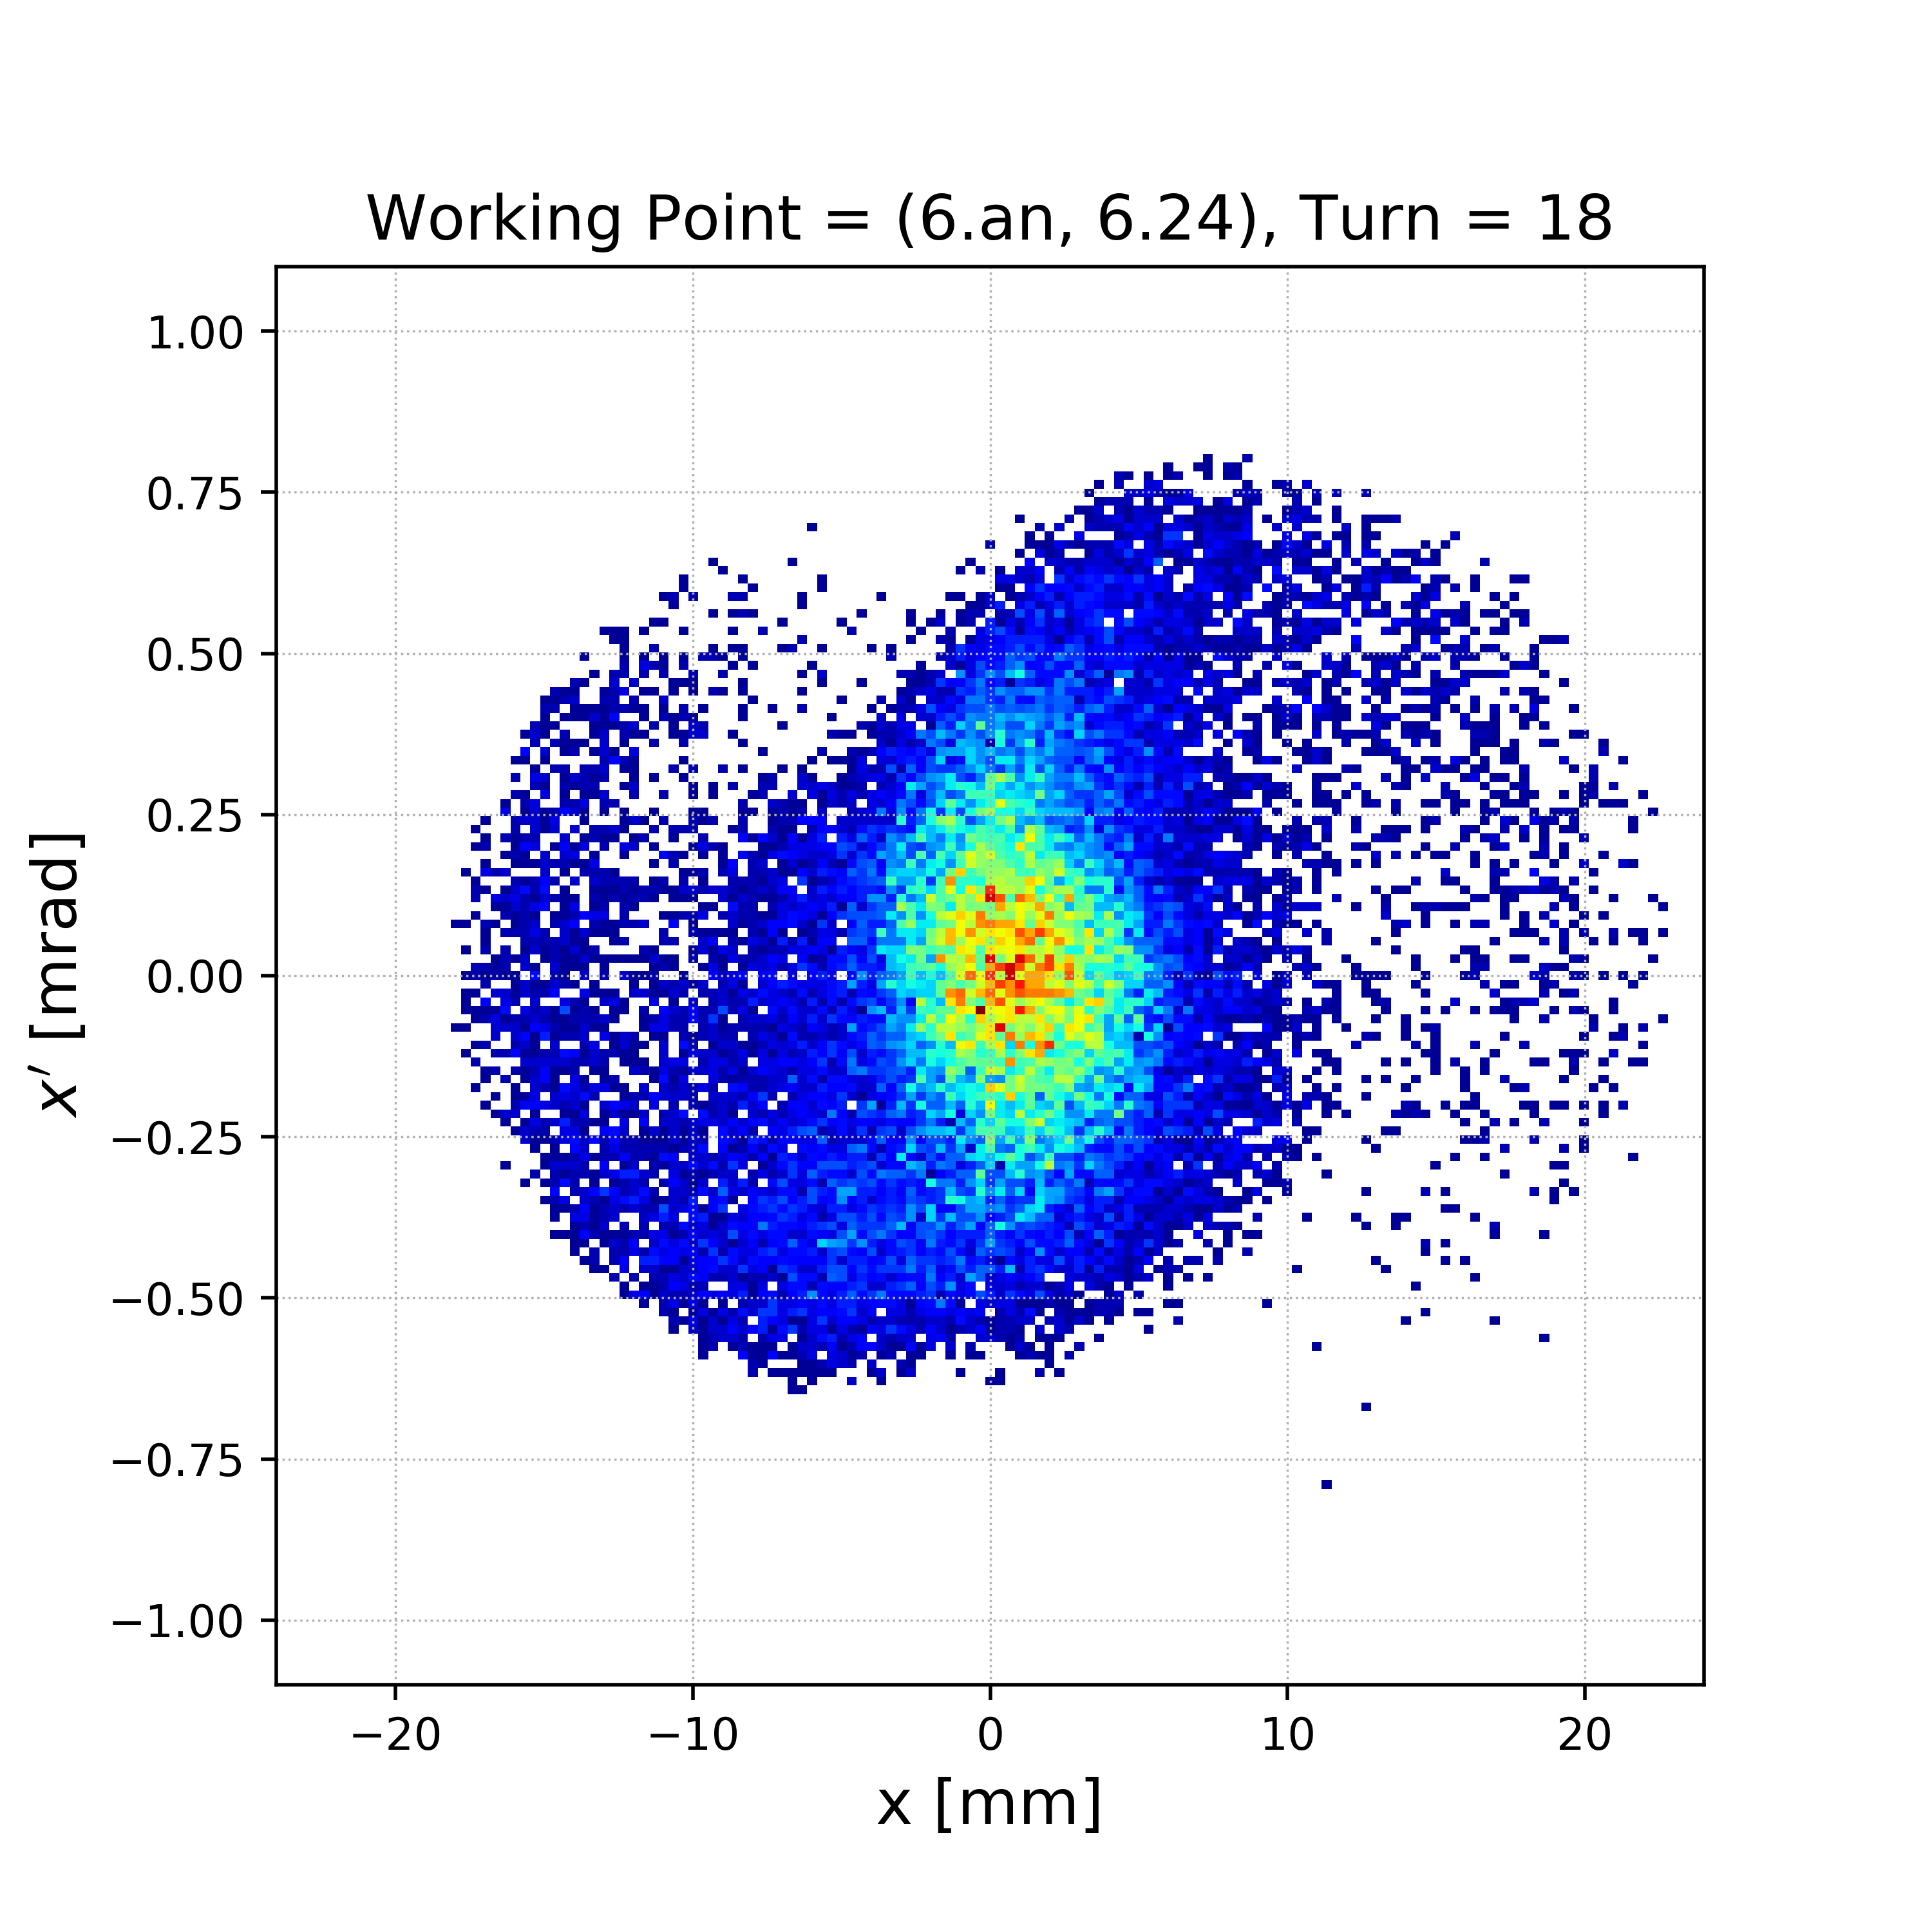 Working Point = (6.an, 6.24), Turn = 18
1.00
0.75
0.50
0.25
0.00
−0.25
−0.50
−0.75
−1.00
x′ [mrad]
−20 −10 0 10 20
x [mm]